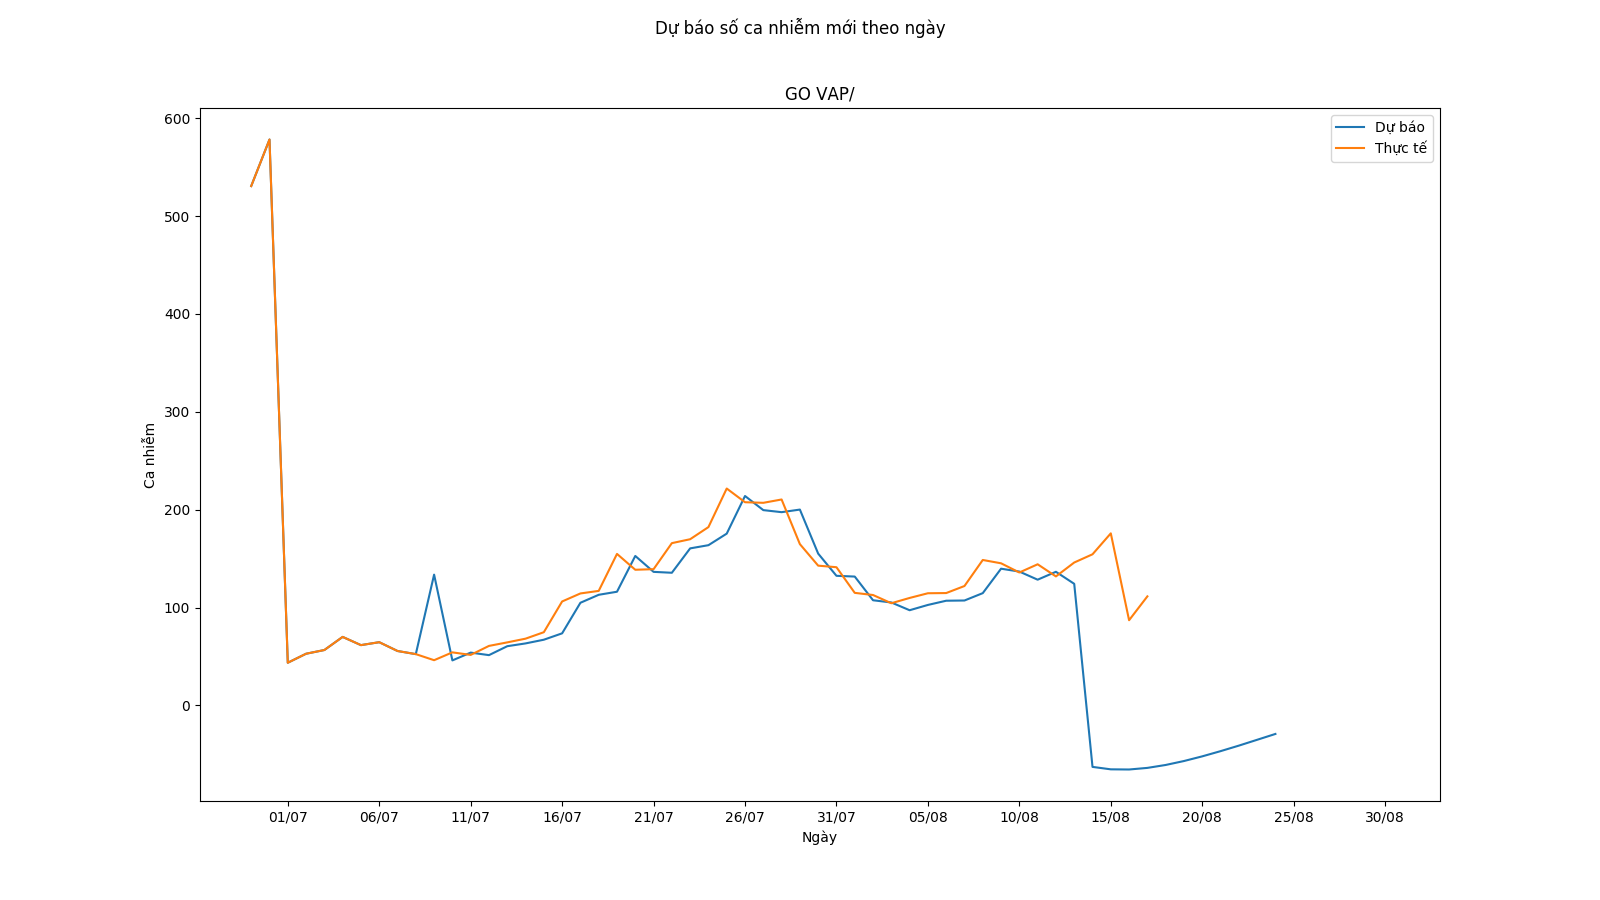 Dự báo số ca nhiễm mới theo ngày
GO VAP/
Dự báo
Thực tế
600
500
400
300
200
100
0
Ca nhiễm
01/07 06/07 11/07 16/07 21/07 26/07 31/07 05/08 10/08 15/08 20/08 25/08 30/08
Ngày